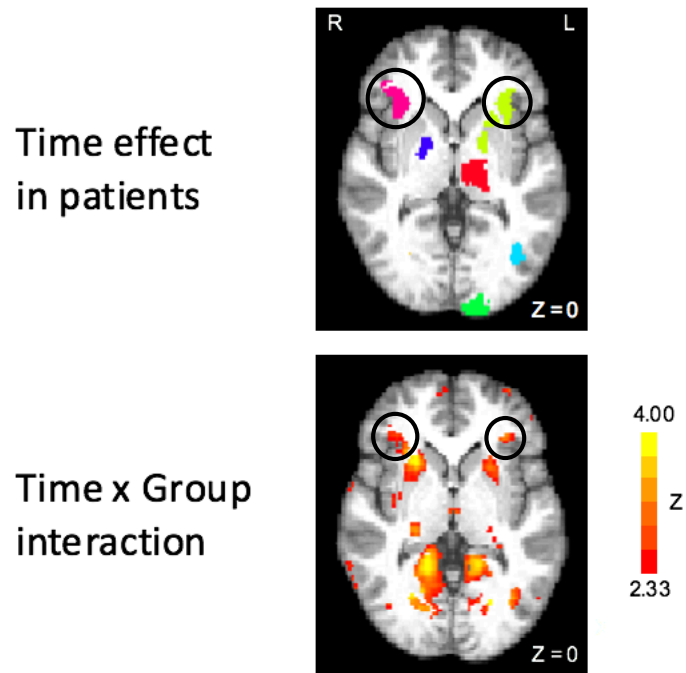 R L
Time effect
in patients
Z = 0
4.00
Time x Group
interaction
Z
2.33
Z = 0